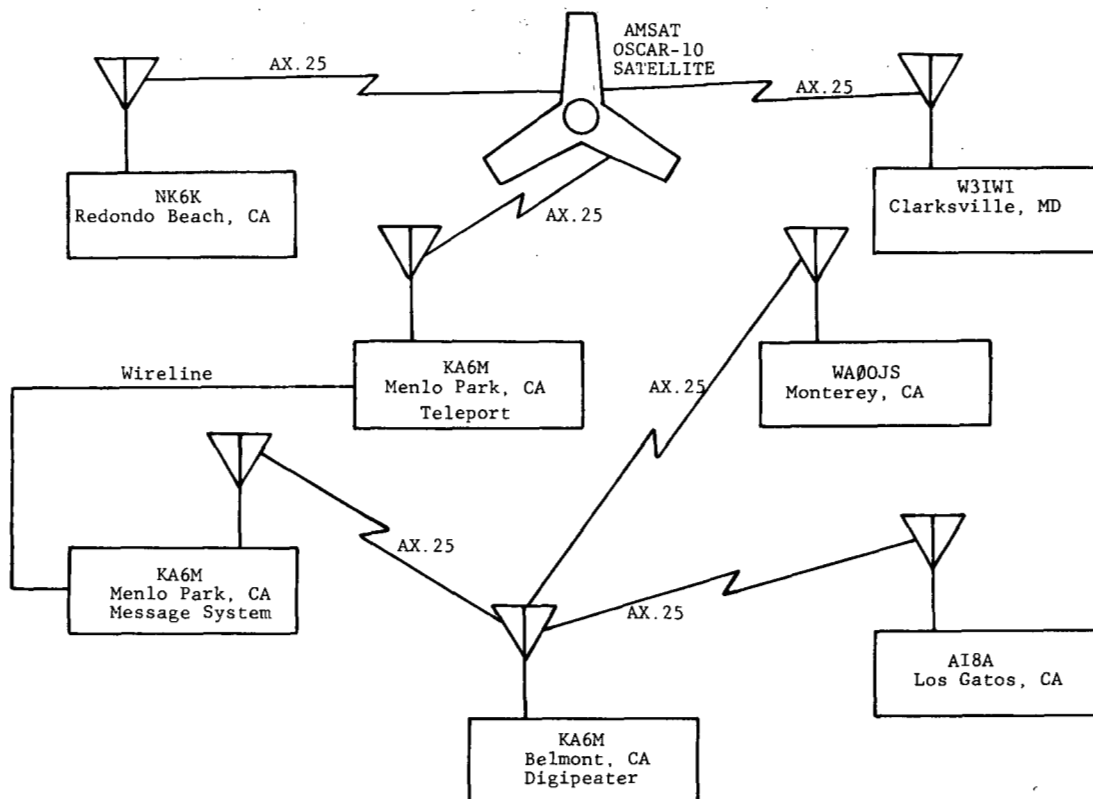 AMSAT
OSCAR-10
SATELLITE
AX.25
AX.25
NK6K
Redondo Beach, CA
W3IWI
Clarksville, MD
AX.25
Wireline
KA6M
Menlo Park, CA
Teleport
AX.25
WAØOJS
Monterey, CA
KA6M
Menlo Park, CA
Message System
AX.25
AX.25
AI8A
Los Gatos, CA
KA6M
Belmont, CA
Digipeater